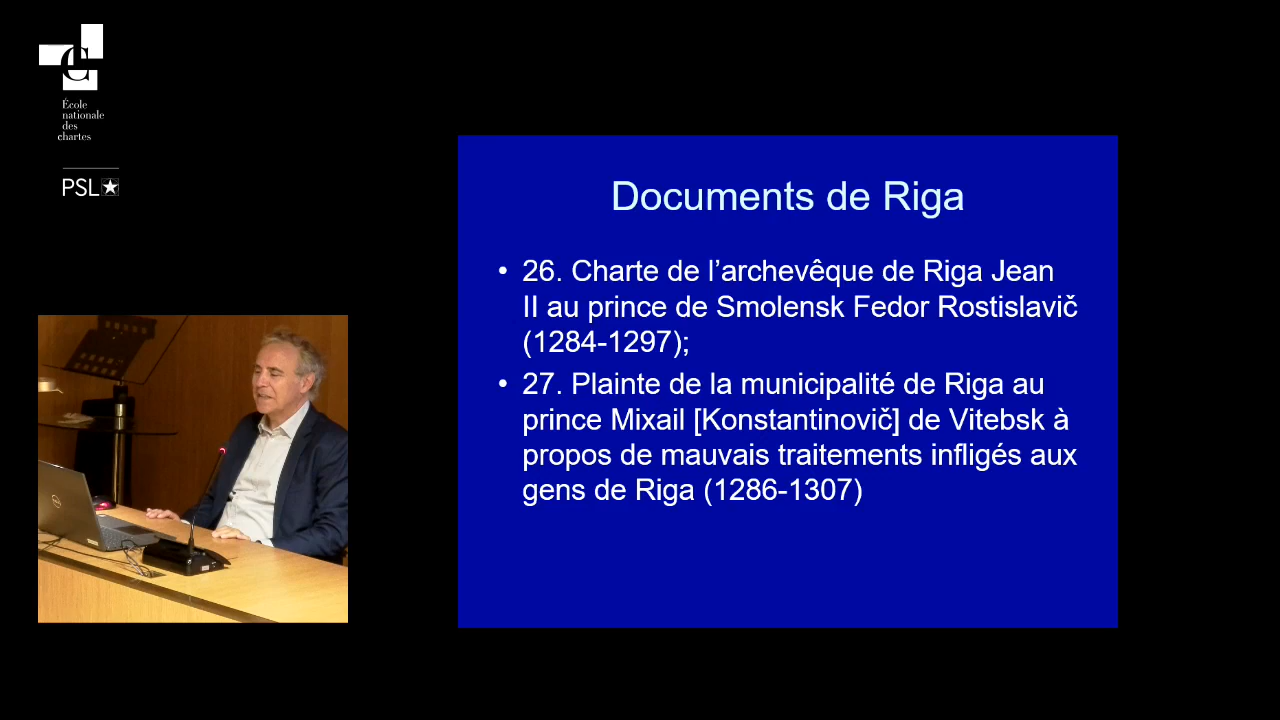 C
École
nationale
des
chartes
PSL
Documents de Riga
• 26. Charte de l’archevêque de Riga Jean
II au prince de Smolensk Fedor Rostislavič
(1284-1297);
• 27. Plainte de la municipalité de Riga au
prince Mixail [Konstantinovič] de Vitebsk à
propos de mauvais traitements infligés aux
gens de Riga (1286-1307)